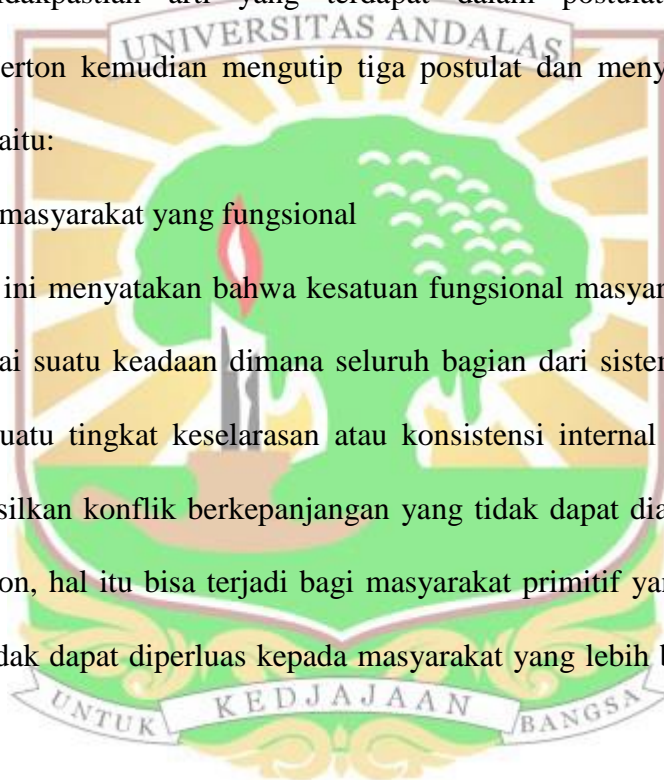 dakpastian arti yang terdapat dalam postulat
UNIVERSITAS ANDALAS
erton kemudian mengutip tiga postulat dan meny
aitu:
masyarakat yang fungsional
ini menyatakan bahwa kesatuan fungsional masyar
ai suatu keadaan dimana seluruh bagian dari sister
uatu tingkat keselarasan atau konsistensi internal
silkan konflik berkepanjangan yang tidak dapat dia
on, hal itu bisa terjadi bagi masyarakat primitif yan
dak dapat diperluas kepada masyarakat yang lebih b
UNTUK KEDJAJAAN BANGSA